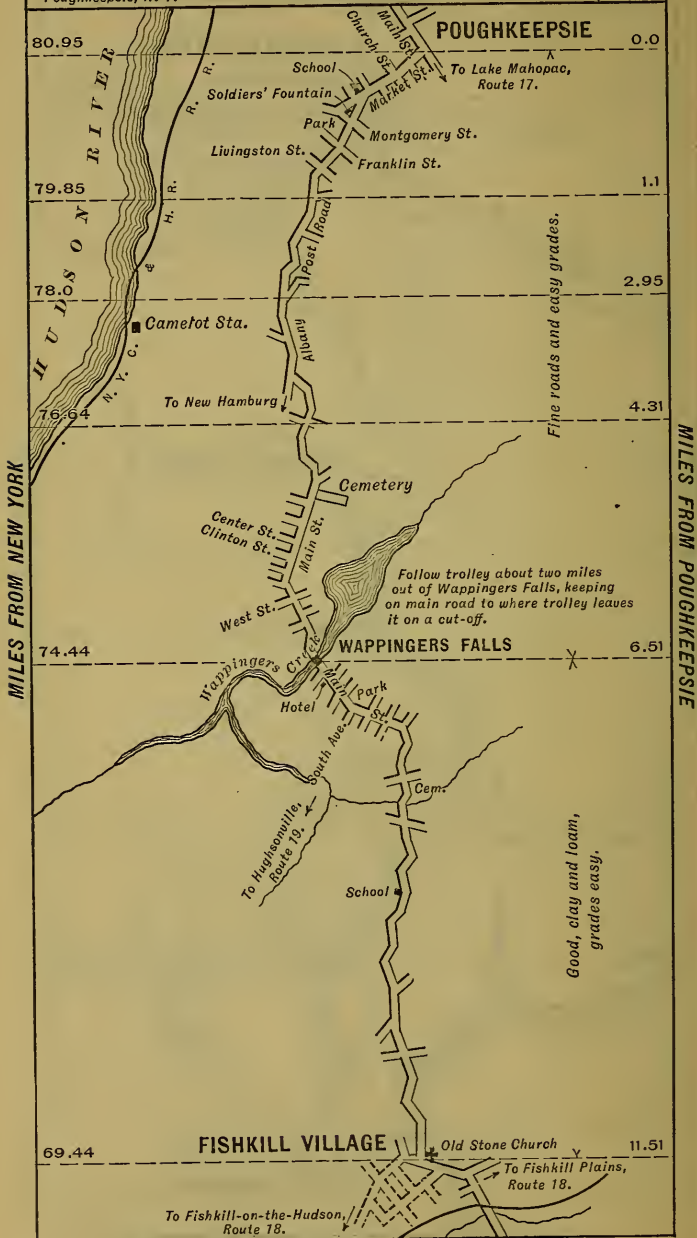 POUGHKEEPSIE
80.95
0.0
Main St.
Church St.
School
Market St.
To Lake Mahopac,
Route 17.
Soldiers' Fountain
Park
Montgomery St.
Livingston St.
Franklin St.
HUDSON RIVER
N. Y. C. & H. R. R. R.
79.85
1.1
Albany Post Road
78.0
2.95
Camelot Sta.
Fine roads and easy grades.
To New Hamburg
76.64
4.31
MILES FROM NEW YORK
MILES FROM POUGHKEEPSIE
Cemetery
Center St.
Clinton St.
Main St.
Follow trolley about two miles
out of Wappingers Falls, keeping
on main road to where trolley leaves
it on a cut-off.
West St.
74.44
WAPPINGERS FALLS
6.51
Wappingers Creek
Main St.
Park
Hotel
South Ave.
Cem.
To Hughsonville,
Route 19.
School
Good, clay and loam,
grades easy.
69.44
FISHKILL VILLAGE
Old Stone Church
11.51
To Fishkill Plains,
Route 18.
To Fishkill-on-the-Hudson,
Route 18.